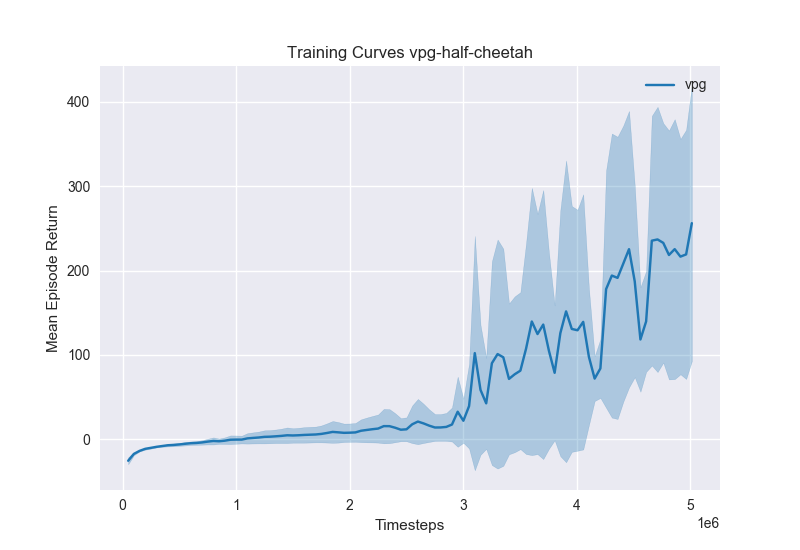 Training Curves vpg-half-cheetah
vpg
400
300
200
100
0
Mean Episode Return
0 1 2 3 4 5
1e6
Timesteps